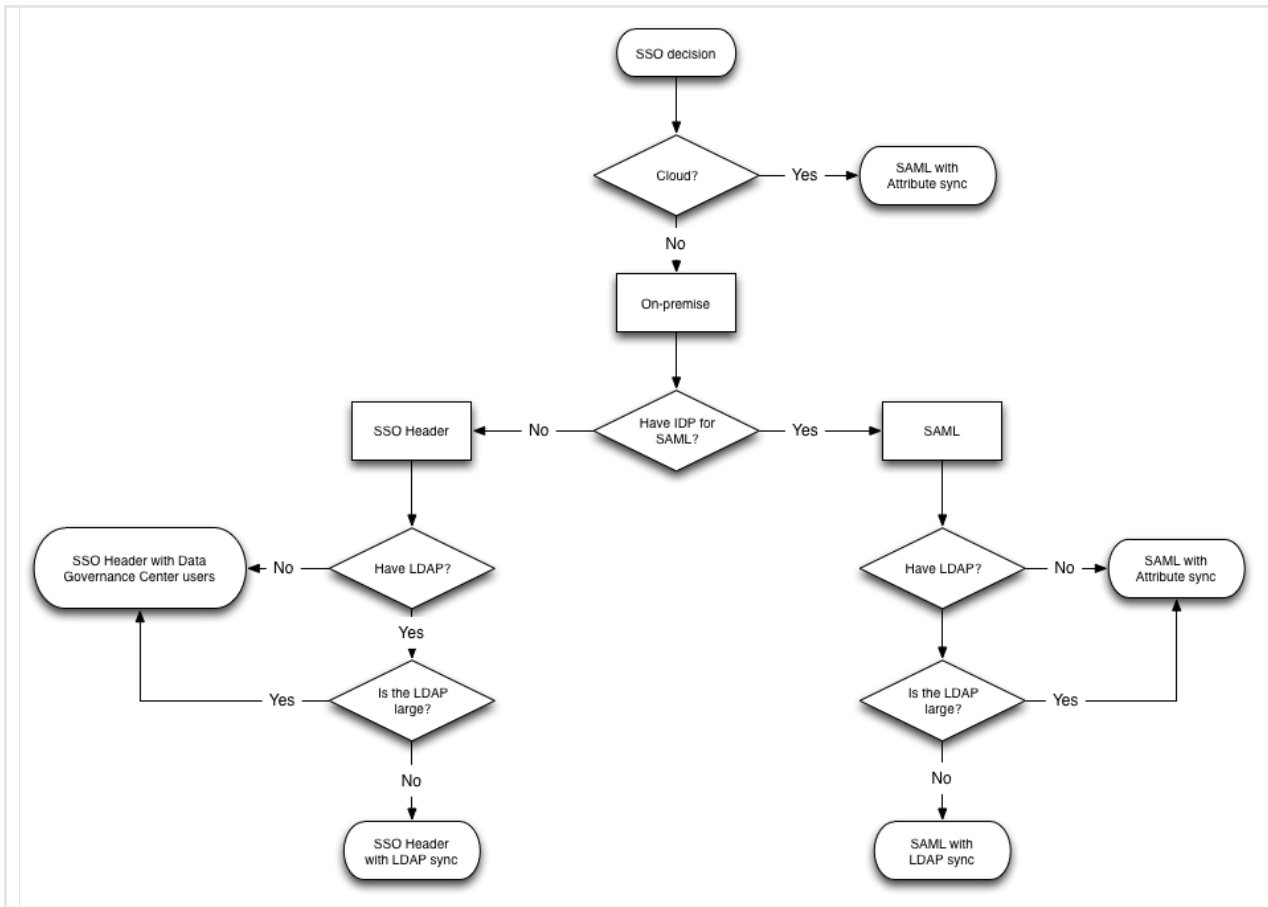 SSO decision
Cloud?
Yes
SAML with
Attribute sync
No
On-premise
SSO Header
No
Have IDP for
SAML?
Yes
SAML
SSO Header with Data
Governance Center users
No
Have LDAP?
Have LDAP?
No
SAML with
Attribute sync
Yes
Yes
Is the LDAP
large?
Is the LDAP
large?
Yes
No
No
SSO Header
with LDAP sync
SAML with
LDAP sync